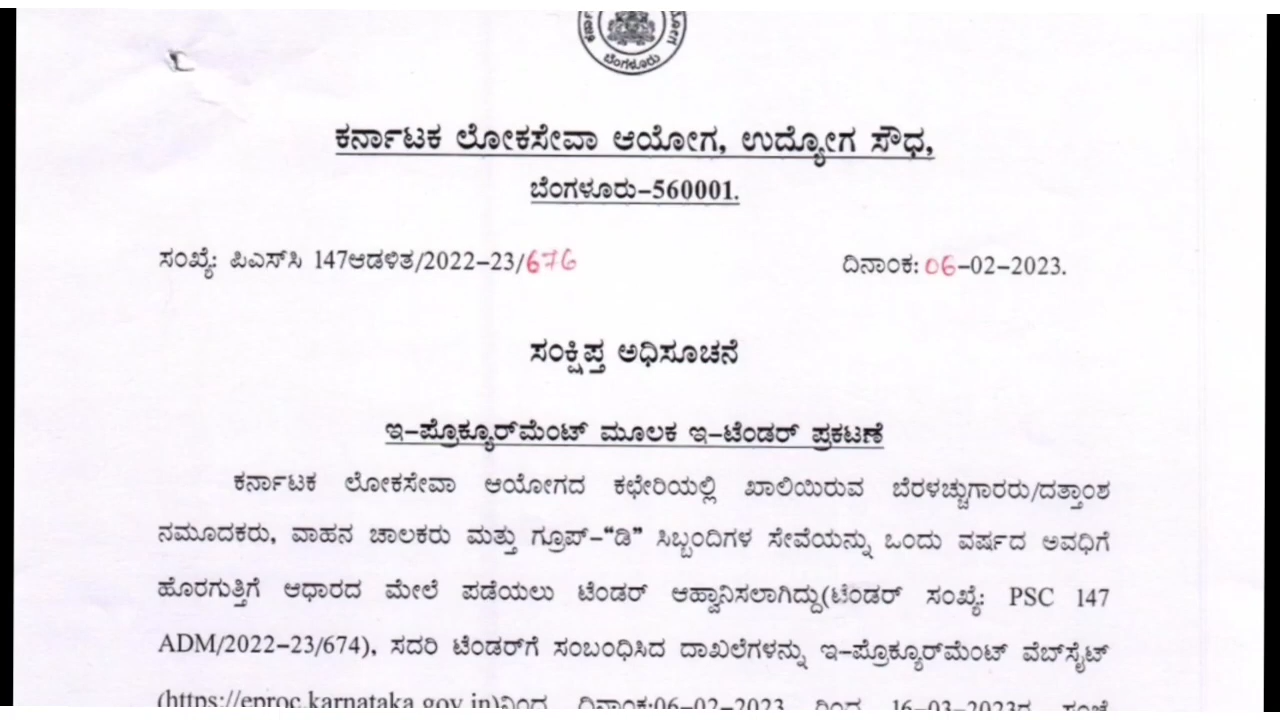 ಬೆಂಗಳೂರು
ಕರ್ನಾಟಕ ಲೋಕಸೇವಾ ಆಯೋಗ, ಉದ್ಯೋಗ ಸೌಧ,
ಬೆಂಗಳೂರು–560001.
ಸಂಖ್ಯೆ: ಪಿಎಸ್‌ಸಿ 147ಆಡಳಿತ/2022–23/676 ದಿನಾಂಕ: 06–02–2023.
ಸಂಕ್ಷಿಪ್ತ ಅಧಿಸೂಚನೆ
ಇ–ಪ್ರೊಕ್ಯೂರ್‌ಮೆಂಟ್ ಮೂಲಕ ಇ–ಟೆಂಡರ್ ಪ್ರಕಟಣೆ
ಕರ್ನಾಟಕ ಲೋಕಸೇವಾ ಆಯೋಗದ ಕಛೇರಿಯಲ್ಲಿ ಖಾಲಿಯಿರುವ ಬೆರಳಚ್ಚುಗಾರರು/ದತ್ತಾಂಶ
ನಮೂದಕರು, ವಾಹನ ಚಾಲಕರು ಮತ್ತು ಗ್ರೂಪ್–“ಡಿ” ಸಿಬ್ಬಂದಿಗಳ ಸೇವೆಯನ್ನು ಒಂದು ವರ್ಷದ ಅವಧಿಗೆ
ಹೊರಗುತ್ತಿಗೆ ಆಧಾರದ ಮೇಲೆ ಪಡೆಯಲು ಟೆಂಡರ್ ಆಹ್ವಾನಿಸಲಾಗಿದ್ದು(ಟೆಂಡರ್ ಸಂಖ್ಯೆ: PSC 147
ADM/2022–23/674), ಸದರಿ ಟೆಂಡರ್‌ಗೆ ಸಂಬಂಧಿಸಿದ ದಾಖಲೆಗಳನ್ನು ಇ–ಪ್ರೊಕ್ಯೂರ್‌ಮೆಂಟ್ ವೆಬ್‌ಸೈಟ್
(https://eproc.karnataka.gov.in)ನಿಂದ ದಿನಾಂಕ:06–02–2023 ರಿಂದ 16–03–2023ರ ಸಂಜೆ